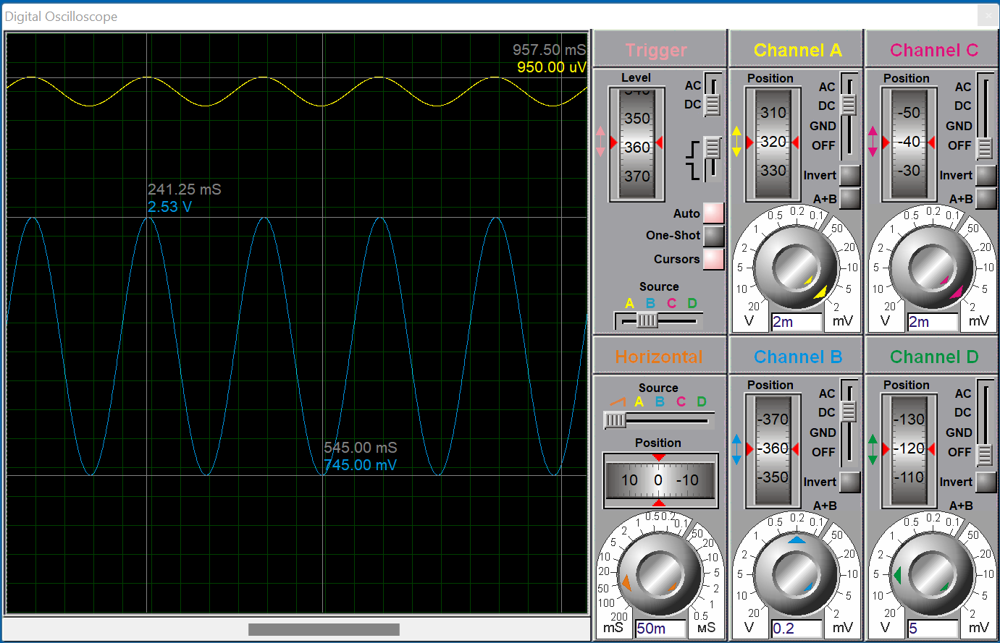 Digital Oscilloscope
957.50 mS
950.00 uV
241.25 mS
2.53 V
545.00 mS
745.00 mV
Trigger
Level
340
350
360
370
AC
DC
Auto
One-Shot
Cursors
Source
A B C D
Channel A
Position
310
320
330
AC
DC
GND
OFF
Invert
A+B
20
10
5
2
1
0.5
0.2
0.1
50
20
10
5
2
V
2m
mV
Channel C
Position
-50
-40
-30
AC
DC
GND
OFF
Invert
A+B
20
10
5
2
1
0.5
0.2
0.1
50
20
10
5
2
V
2m
mV
Horizontal
Source
A B C D
Position
10 0 -10
200
100
50
20
10
5
2
1
0.5
0.2
0.1
50
20
10
5
2
1
0.5
mS
50m
мS
Channel B
Position
-370
-360
-350
AC
DC
GND
OFF
Invert
A+B
20
10
5
2
1
0.5
0.2
0.1
50
20
10
5
2
V
0.2
mV
Channel D
Position
-130
-120
-110
AC
DC
GND
OFF
Invert
A+B
20
10
5
2
1
0.5
0.2
0.1
50
20
10
5
2
V
5
mV